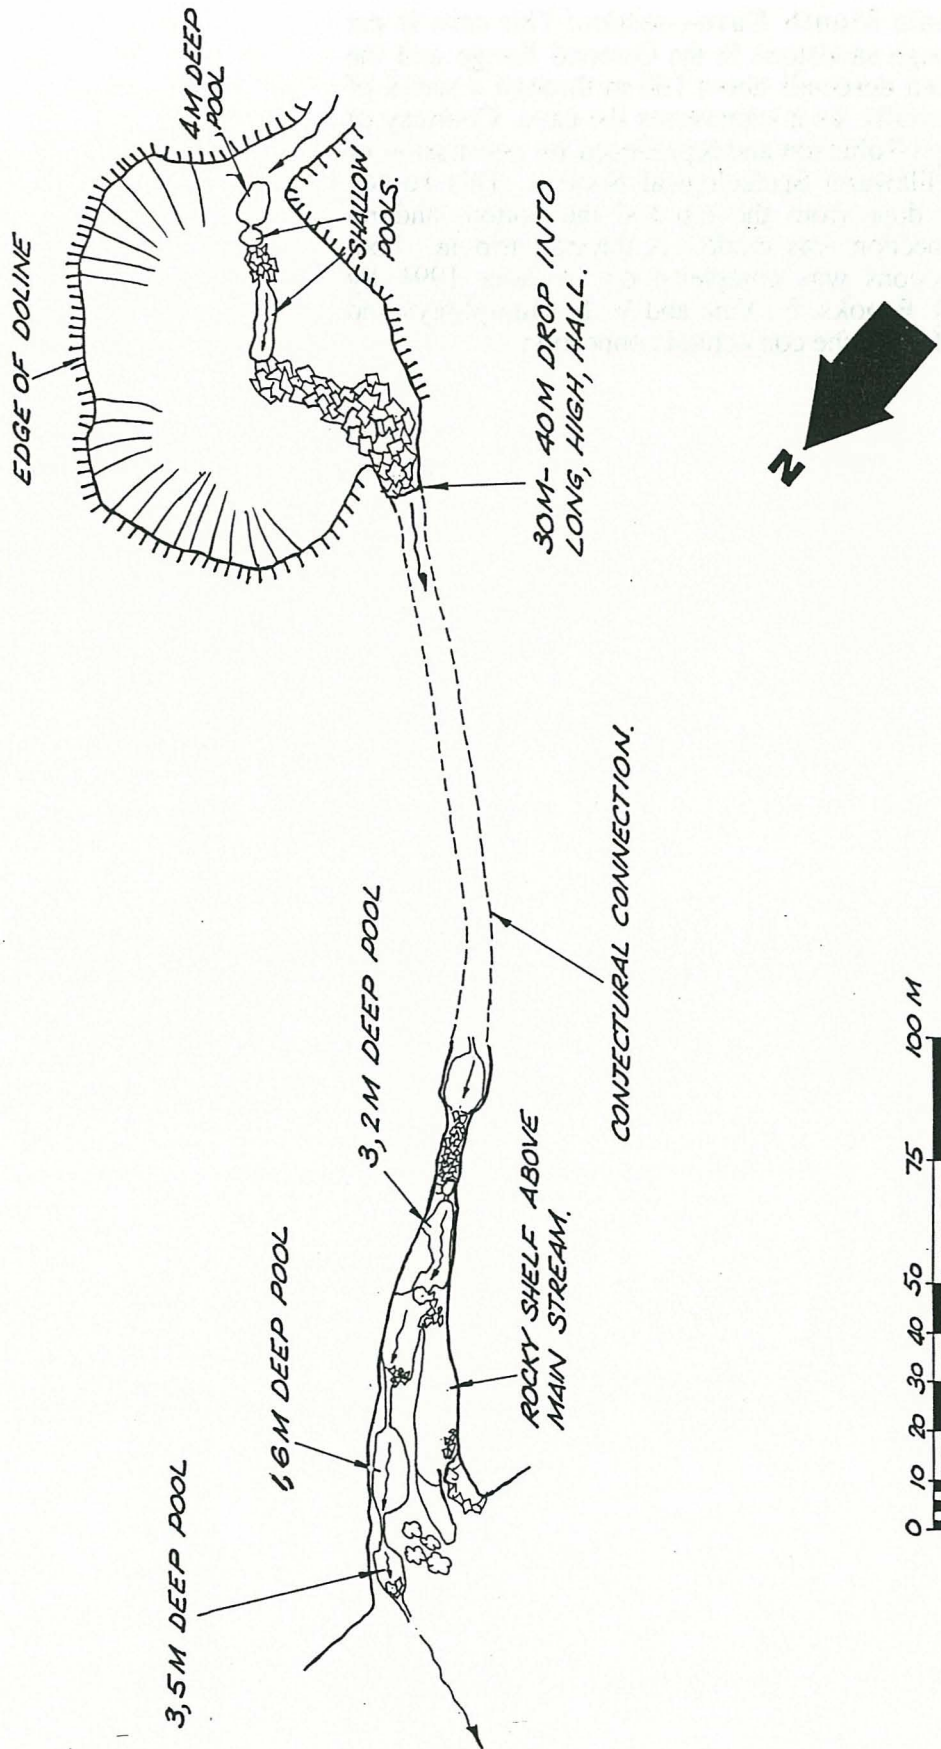 EDGE OF DOLINE
3,5M DEEP POOL
4M DEEP
POOL
1,6M DEEP POOL
3,2M DEEP POOL
SHALLOW
POOLS.
ROCKY SHELF ABOVE
MAIN STREAM.
30M-40M DROP INTO
LONG, HIGH, HALL.
CONJECTURAL CONNECTION.
N
0 10 20 30 40 50 75 100 M